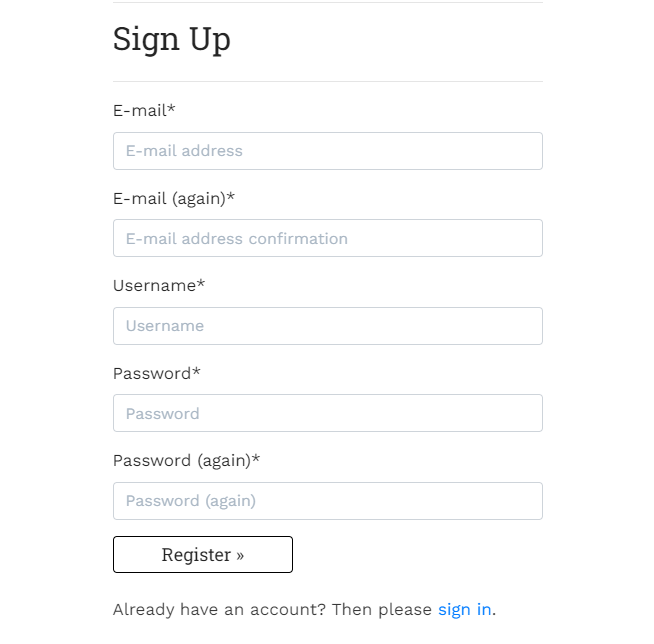 Sign Up
E-mail*
E-mail address
E-mail (again)*
E-mail address confirmation
Username*
Username
Password*
Password
Password (again)*
Password (again)
Register »
Already have an account? Then please sign in.